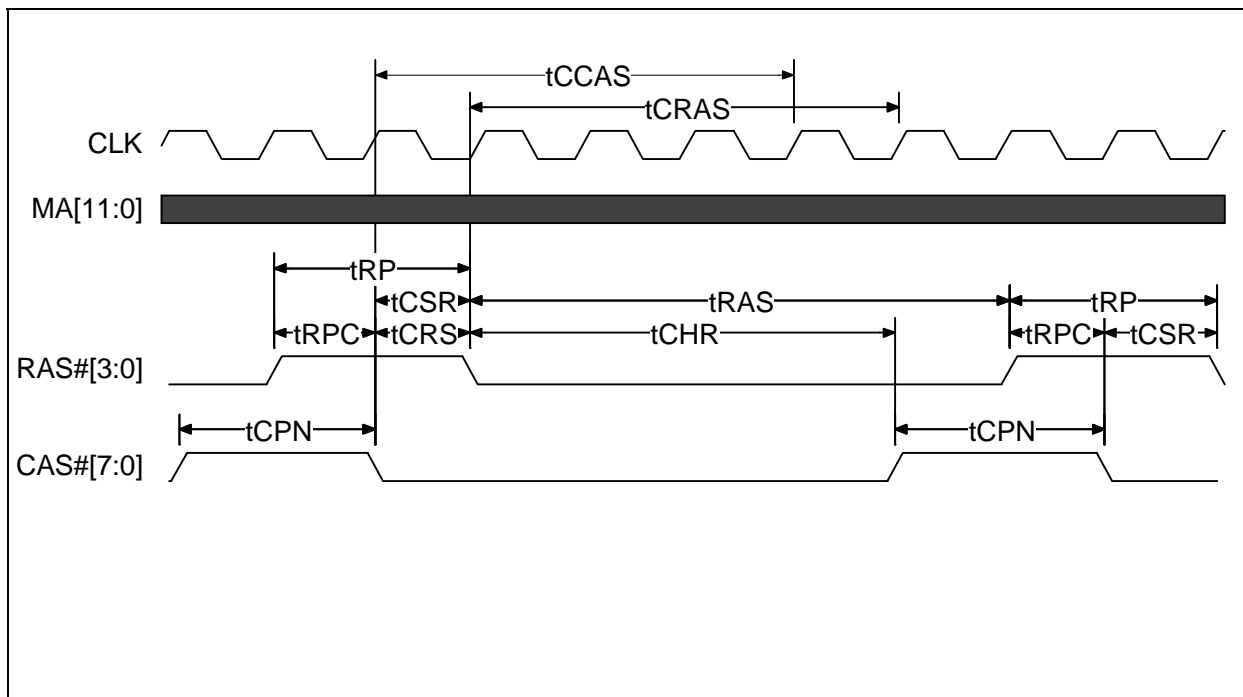 tCCAS
tCRAS
CLK
MA[11:0]
tRP
tCSR tRAS tRP
tRPC tCRS tCHR tRPC tCSR
RAS#[3:0]
tCPN tCPN
CAS#[7:0]